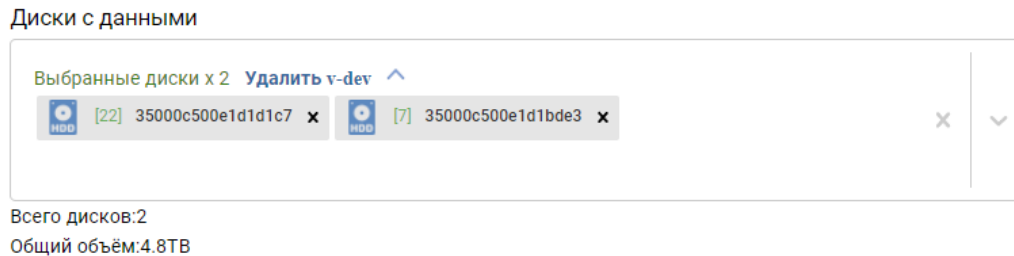 Диски с данными
Выбранные диски x 2 Удалить v-dev
HDD [22] 35000c500e1d1d1c7 x HDD [7] 35000c500e1d1bde3 x
Всего дисков:2
Общий объём:4.8TB